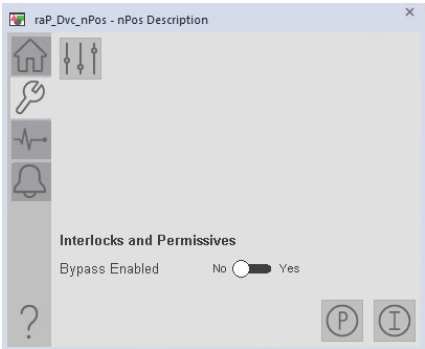 raP_Dvc_nPos - nPos Description
Interlocks and Permissives
Bypass Enabled No Yes
?
P I